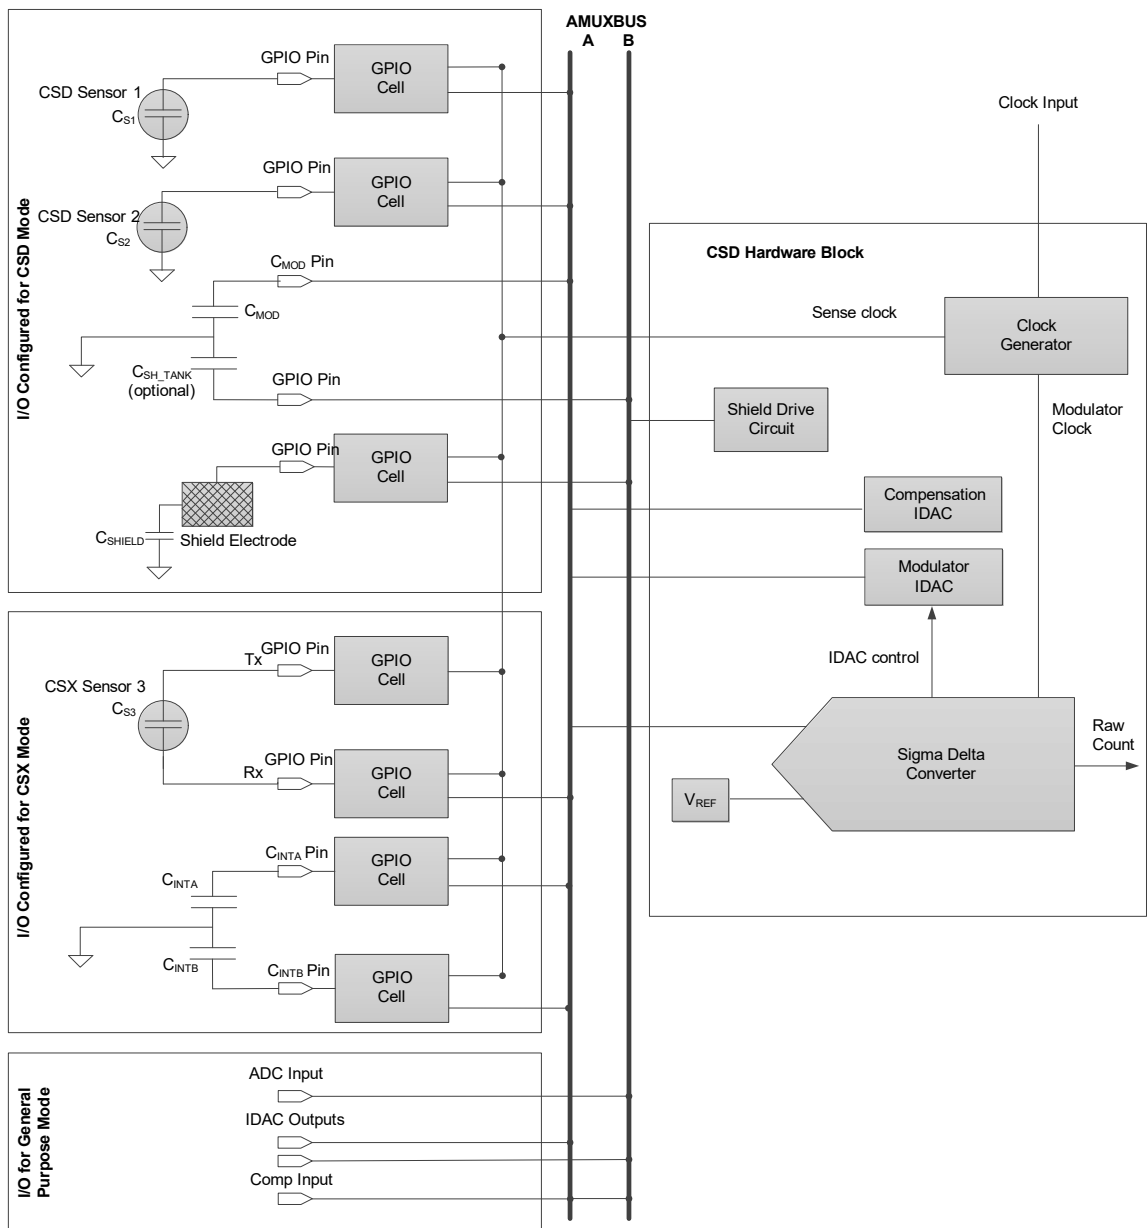 AMUXBUS
A B
I/O Configured for CSD Mode
GPIO Pin
GPIO
Cell
CSD Sensor 1
CS1
GPIO Pin
GPIO
Cell
CSD Sensor 2
CS2
CMOD Pin
CMOD
CSH_TANK
(optional)
GPIO Pin
GPIO Pin
GPIO
Cell
CSHIELD
Shield Electrode
I/O Configured for CSX Mode
GPIO Pin
Tx
GPIO
Cell
CSX Sensor 3
CS3
GPIO Pin
Rx
GPIO
Cell
CINTA Pin
GPIO
Cell
CINTA
CINTB
CINTB Pin
GPIO
Cell
I/O for General
Purpose Mode
ADC Input
IDAC Outputs
Comp Input
Clock Input
CSD Hardware Block
Sense clock
Clock
Generator
Shield Drive
Circuit
Modulator
Clock
Compensation
IDAC
Modulator
IDAC
IDAC control
Sigma Delta
Converter
Raw
Count
VREF